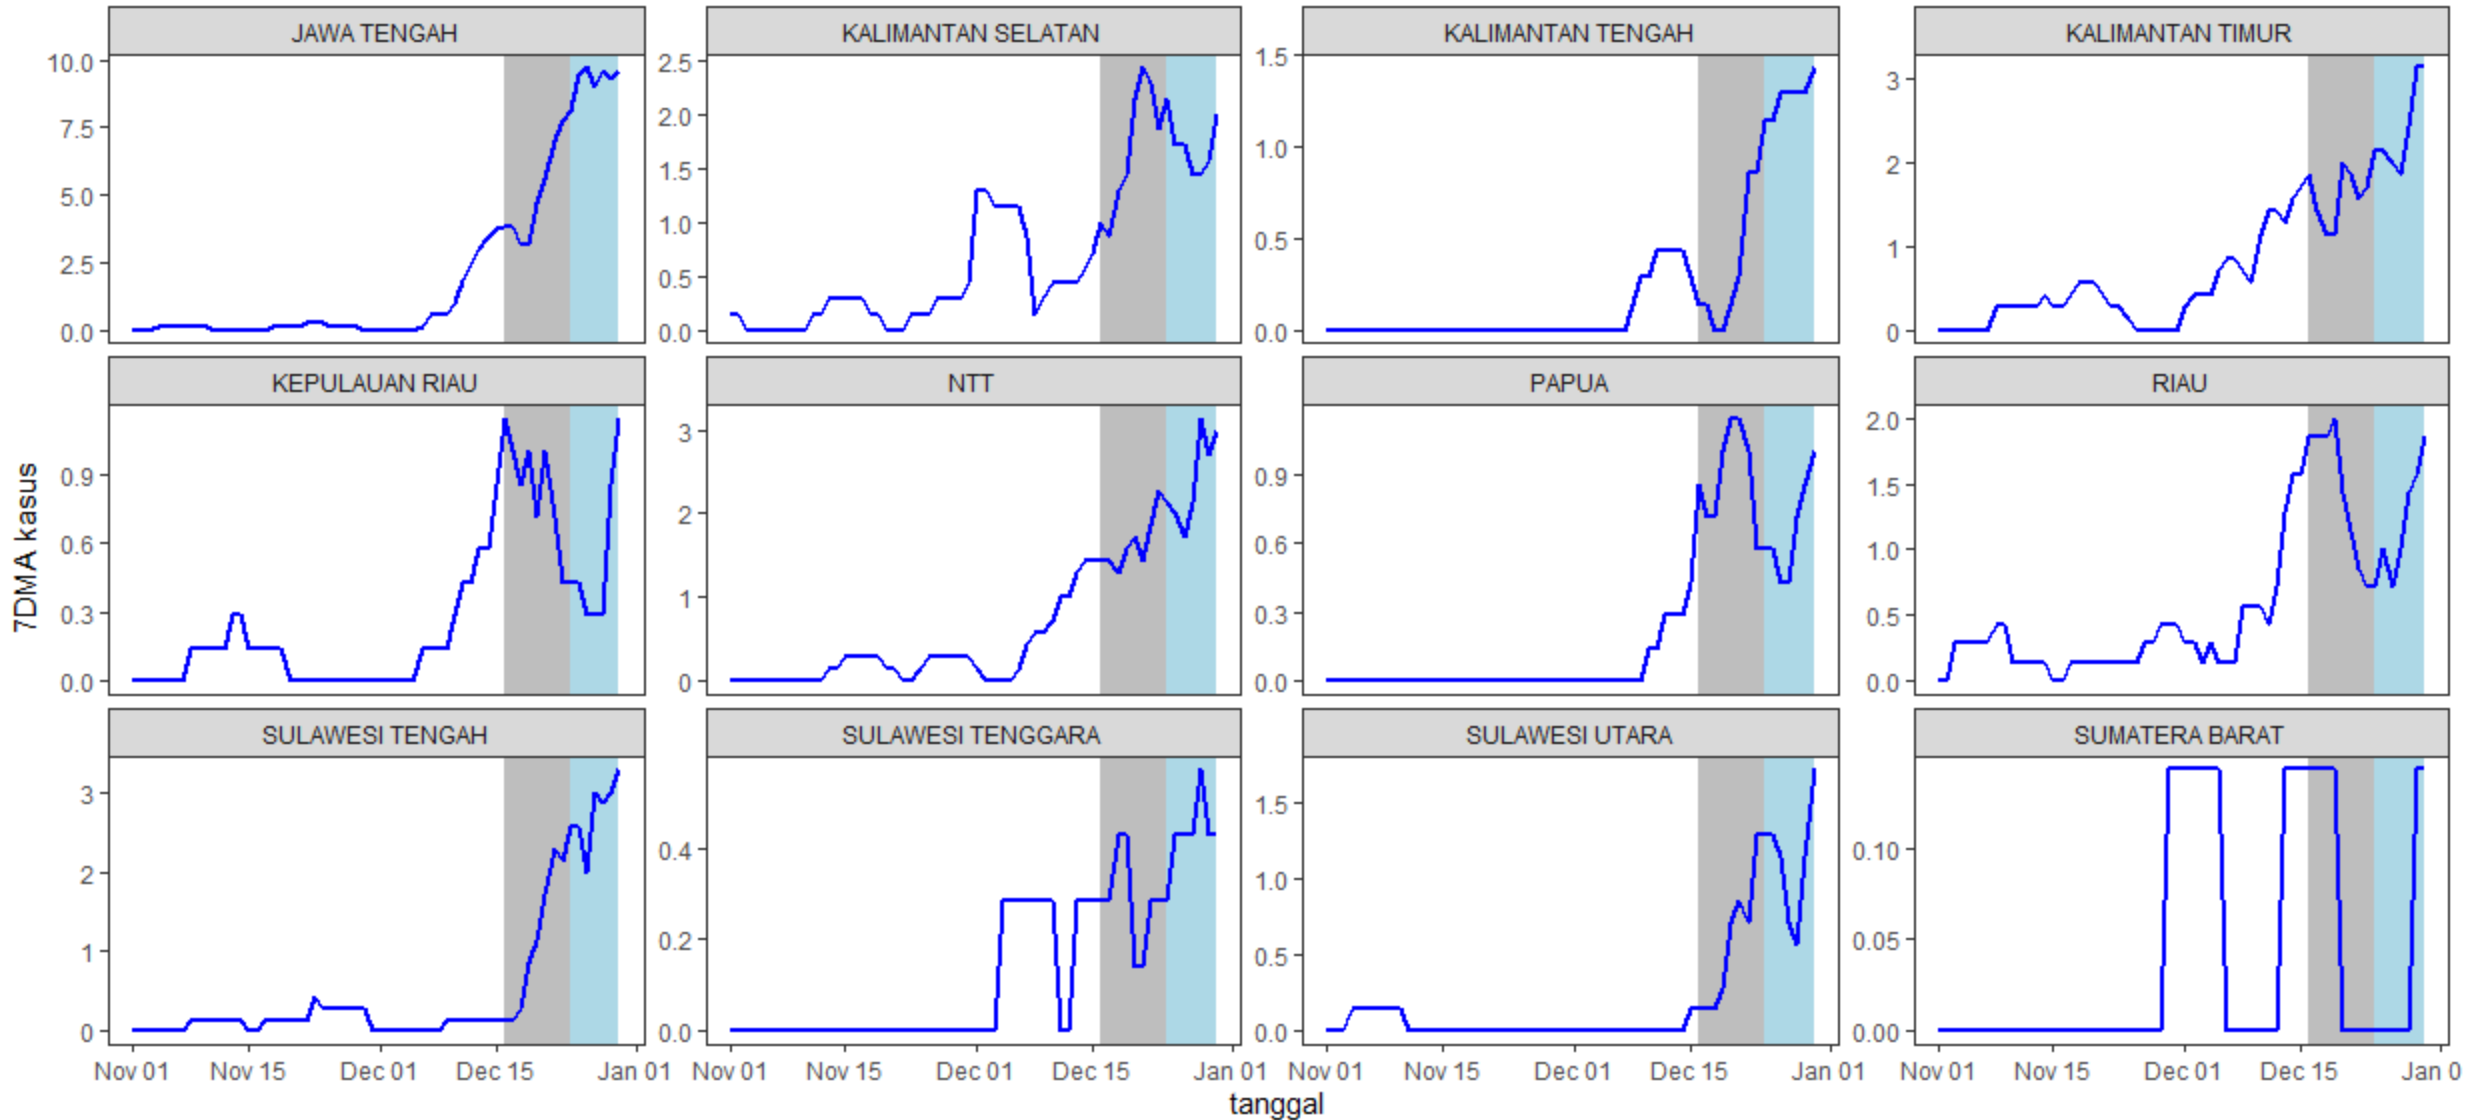 JAWA TENGAH
KALIMANTAN SELATAN
KALIMANTAN TENGAH
KALIMANTAN TIMUR
10.0
7.5
5.0
2.5
0.0
2.5
2.0
1.5
1.0
0.5
0.0
1.5
1.0
0.5
0.0
3
2
1
0
KEPULAUAN RIAU
NTT
PAPUA
RIAU
7DMA kasus
0.9
0.6
0.3
0.0
3
2
1
0
0.9
0.6
0.3
0.0
2.0
1.5
1.0
0.5
0.0
SULAWESI TENGAH
SULAWESI TENGGARA
SULAWESI UTARA
SUMATERA BARAT
3
2
1
0
0.4
0.2
0.0
1.5
1.0
0.5
0.0
0.10
0.05
0.00
Nov 01 Nov 15 Dec 01 Dec 15 Jan 01
Nov 01 Nov 15 Dec 01 Dec 15 Jan 01
Nov 01 Nov 15 Dec 01 Dec 15 Jan 01
Nov 01 Nov 15 Dec 01 Dec 15 Jan 0
tanggal